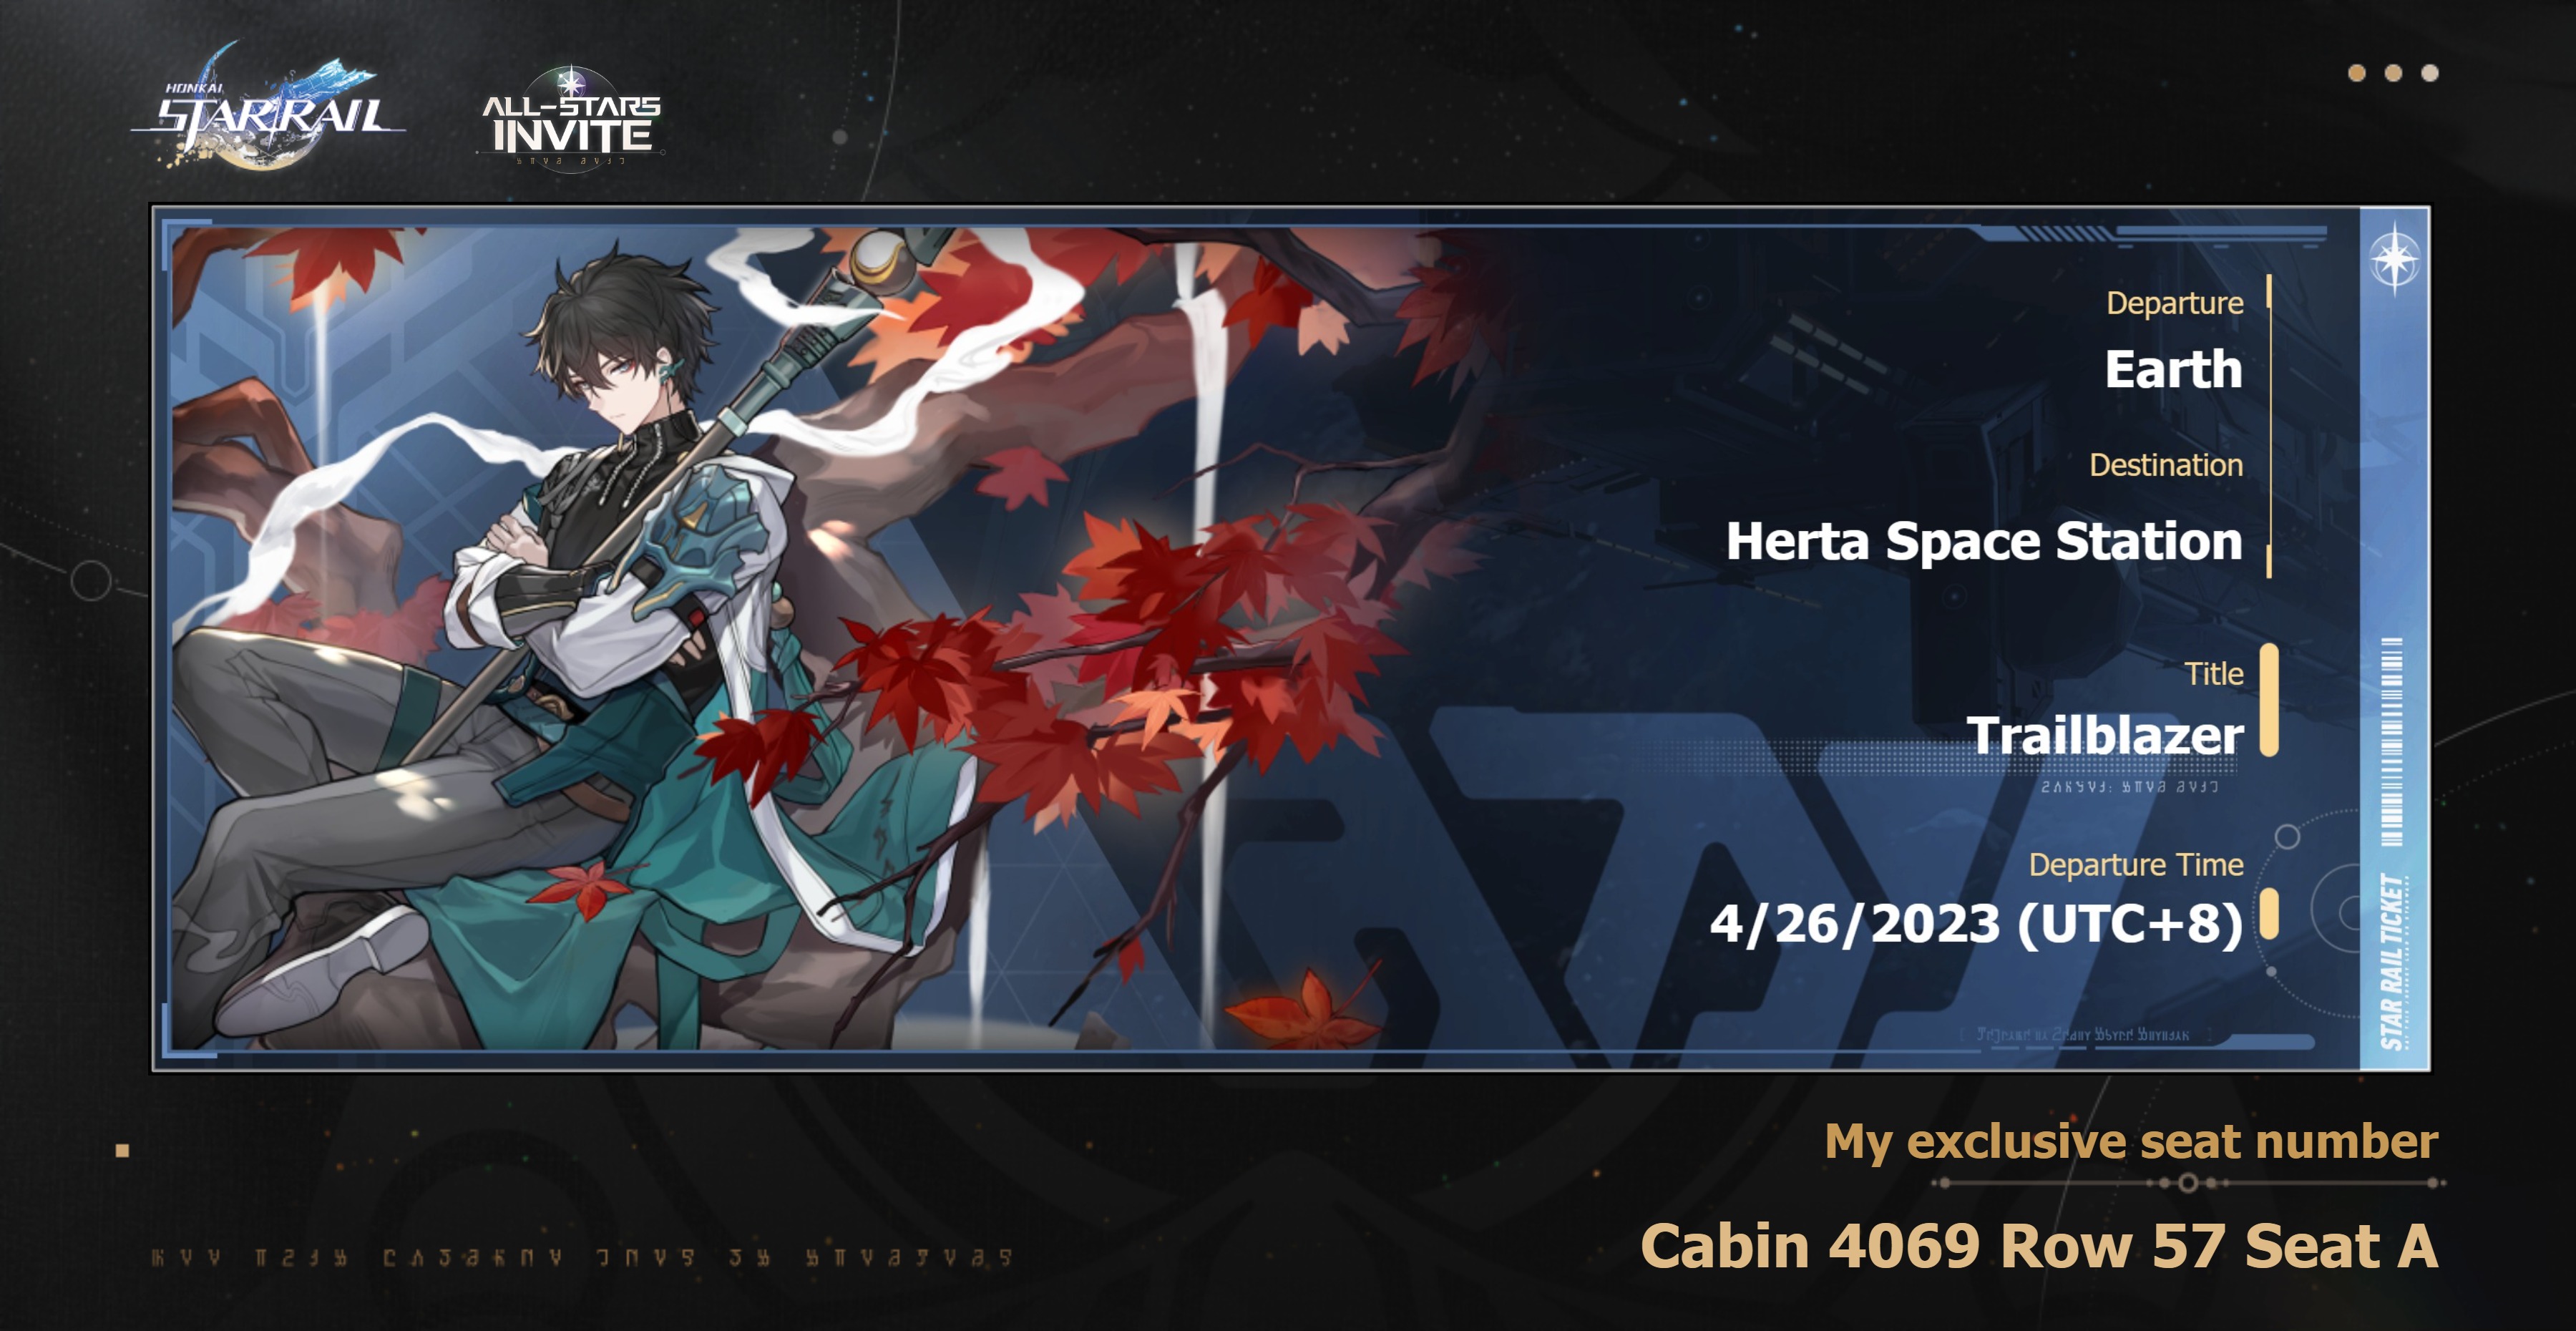 HONKAI
STAR RAIL
ALL-STARS
INVITE
Departure
Earth
Destination
Herta Space Station
Title
Trailblazer
Departure Time
4/26/2023 (UTC+8)
STAR RAIL TICKET
My exclusive seat number
Cabin 4069 Row 57 Seat A